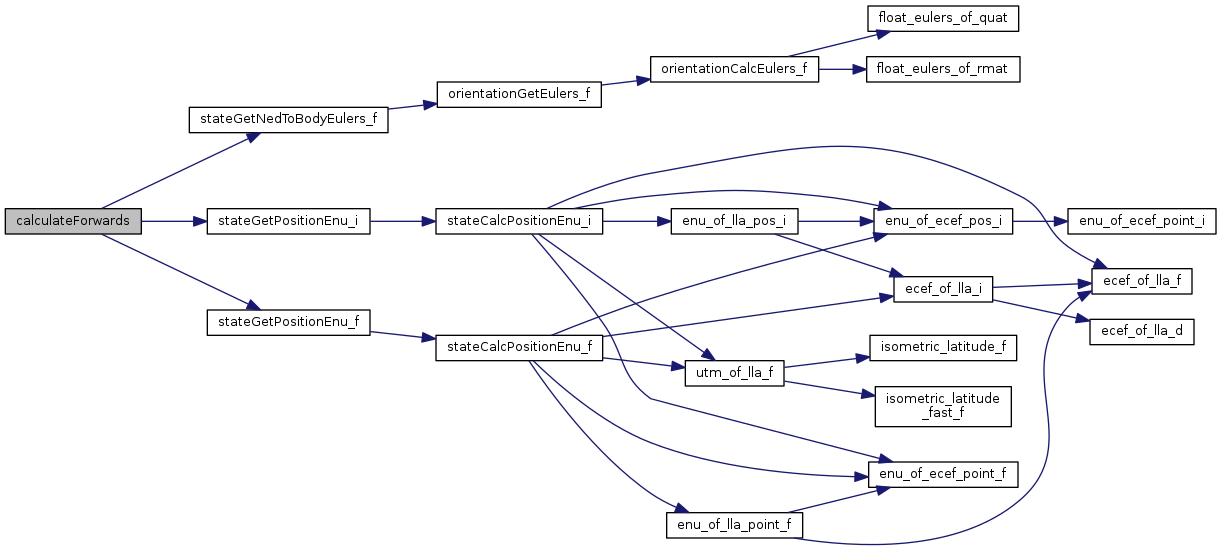 calculateForwards
stateGetNedToBodyEulers_f
orientationGetEulers_f
orientationCalcEulers_f
float_eulers_of_quat
float_eulers_of_rmat
stateGetPositionEnu_i
stateCalcPositionEnu_i
enu_of_lla_pos_i
enu_of_ecef_pos_i
enu_of_ecef_point_i
ecef_of_lla_i
ecef_of_lla_f
ecef_of_lla_d
stateGetPositionEnu_f
stateCalcPositionEnu_f
utm_of_lla_f
isometric_latitude_f
isometric_latitude
_fast_f
enu_of_ecef_point_f
enu_of_lla_point_f